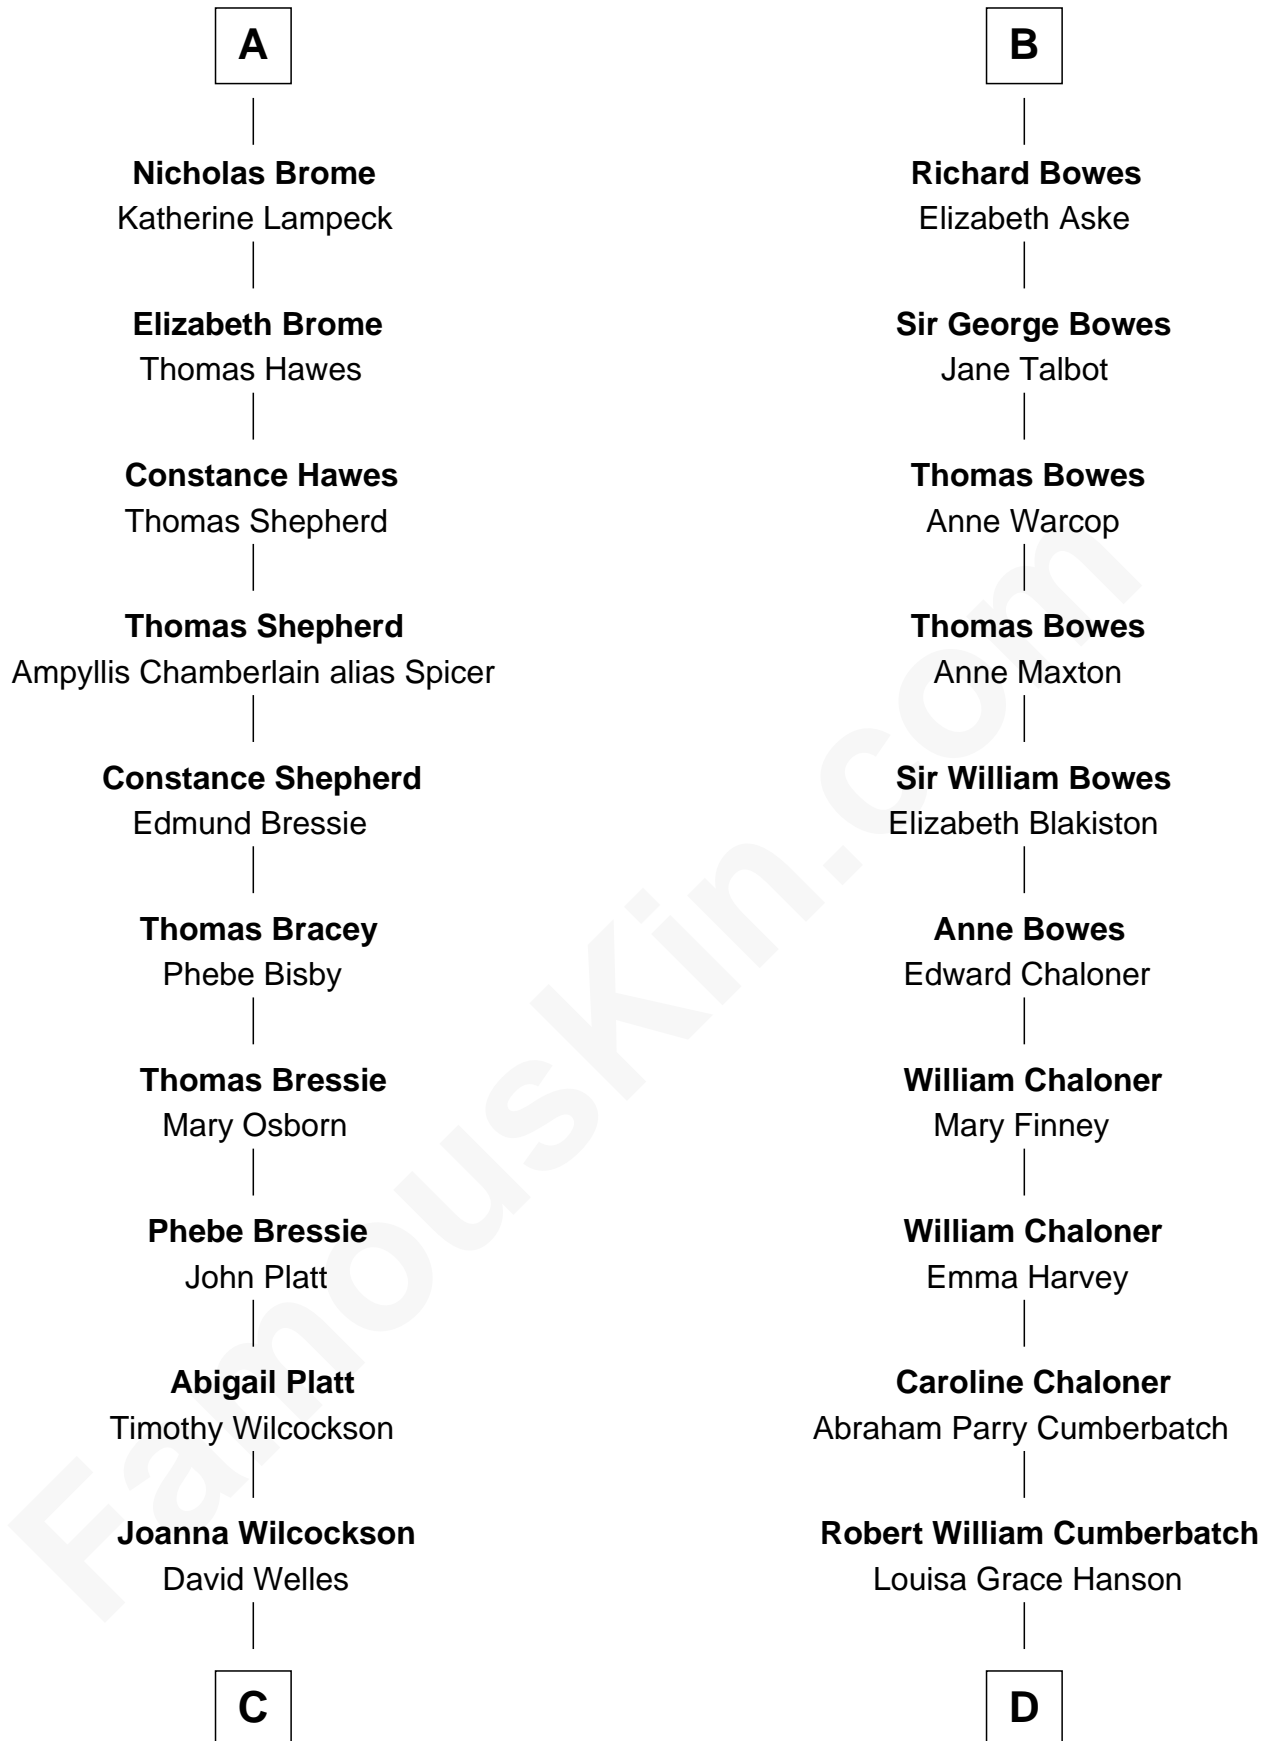 A
Nicholas Brome
Katherine Lampeck
Elizabeth Brome
Thomas Hawes
Constance Hawes
Thomas Shepherd
Thomas Shepherd
Ampyllis Chamberlain alias Spicer
Constance Shepherd
Edmund Bressie
Thomas Bracey
Phebe Bisby
Thomas Bressie
Mary Osborn
Phebe Bressie
John Platt
Abigail Platt
Timothy Wilcockson
Joanna Wilcockson
David Welles
C
B
Richard Bowes
Elizabeth Aske
Sir George Bowes
Jane Talbot
Thomas Bowes
Anne Warcop
Thomas Bowes
Anne Maxton
Sir William Bowes
Elizabeth Blakiston
Anne Bowes
Edward Chaloner
William Chaloner
Mary Finney
William Chaloner
Emma Harvey
Caroline Chaloner
Abraham Parry Cumberbatch
Robert William Cumberbatch
Louisa Grace Hanson
D
FamousKin.com